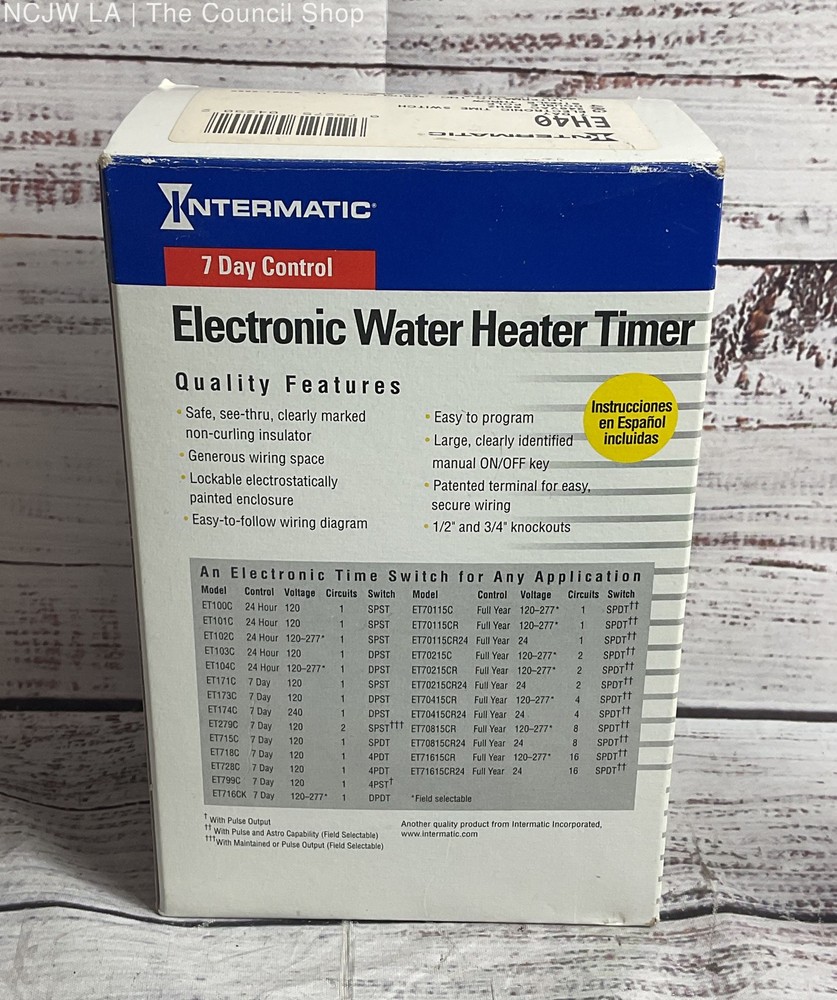 NCJW LA | The Council Shop
INTERMATIC
EH40
SWITCH
INTERMATIC®
7 Day Control
Electronic Water Heater Timer
Quality Features
• Safe, see-thru, clearly marked
non-curling insulator
• Generous wiring space
• Lockable electrostatically
painted enclosure
• Easy-to-follow wiring diagram
• Easy to program
• Large, clearly identified
manual ON/OFF key
• Patented terminal for easy,
secure wiring
• 1/2" and 3/4" knockouts
Instrucciones
en Español
incluidas
An Electronic Time Switch for Any Application
Model Control Voltage Circuits Switch
ET100C 24 Hour 120 1 SPST
ET101C 24 Hour 120 1 SPST
ET102C 24 Hour 120–277* 1 SPST
ET103C 24 Hour 120 1 DPST
ET104C 24 Hour 120–277* 1 DPST
ET171C 7 Day 120 1 SPST
ET173C 7 Day 120 1 DPST
ET174C 7 Day 240 1 DPST
ET279C 7 Day 120 2 SPST†††
ET715C 7 Day 120 1 SPDT
ET718C 7 Day 120 1 4PDT
ET728C 7 Day 120 1 4PDT
ET799C 7 Day 120 1 4PST†
ET716CK 7 Day 120–277* 1 DPDT
Model Control Voltage Circuits Switch
ET70115C Full Year 120–277* 1 SPDT††
ET70115CR Full Year 120–277* 1 SPDT††
ET70115CR24 Full Year 24 1 SPDT††
ET70215C Full Year 120–277* 2 SPDT††
ET70215CR Full Year 120–277* 2 SPDT††
ET70215CR24 Full Year 24 2 SPDT††
ET70415CR Full Year 120–277* 4 SPDT††
ET70415CR24 Full Year 24 4 SPDT††
ET70815CR Full Year 120–277* 8 SPDT††
ET70815CR24 Full Year 24 8 SPDT††
ET71615CR Full Year 120–277* 16 SPDT††
ET71615CR24 Full Year 24 16 SPDT††
*Field selectable
† With Pulse Output
†† With Pulse and Astro Capability (Field Selectable)
†††With Maintained or Pulse Output (Field Selectable)
Another quality product from Intermatic Incorporated,
www.intermatic.com